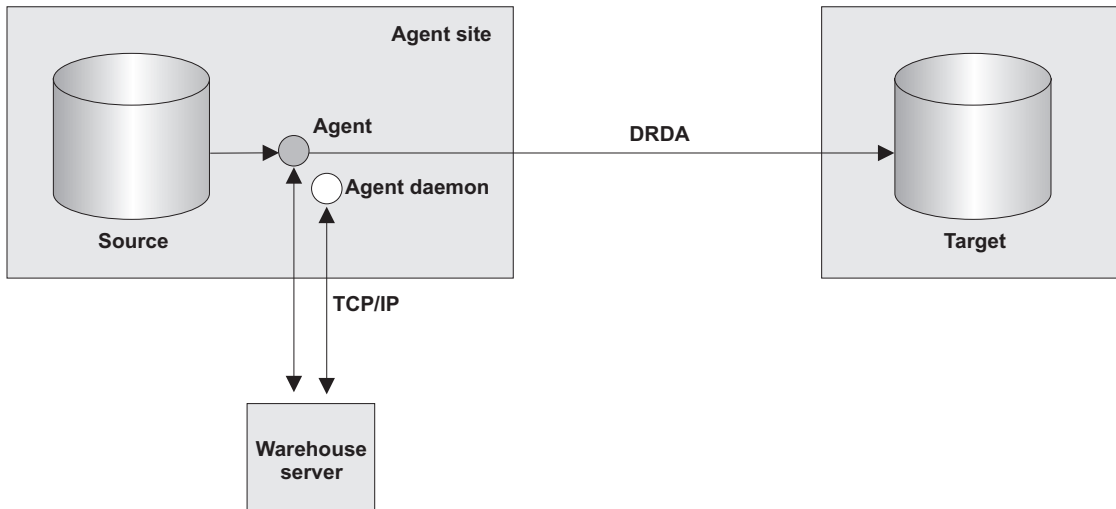 Agent site
Agent
DRDA
Agent daemon
Source
Target
TCP/IP
Warehouse
server